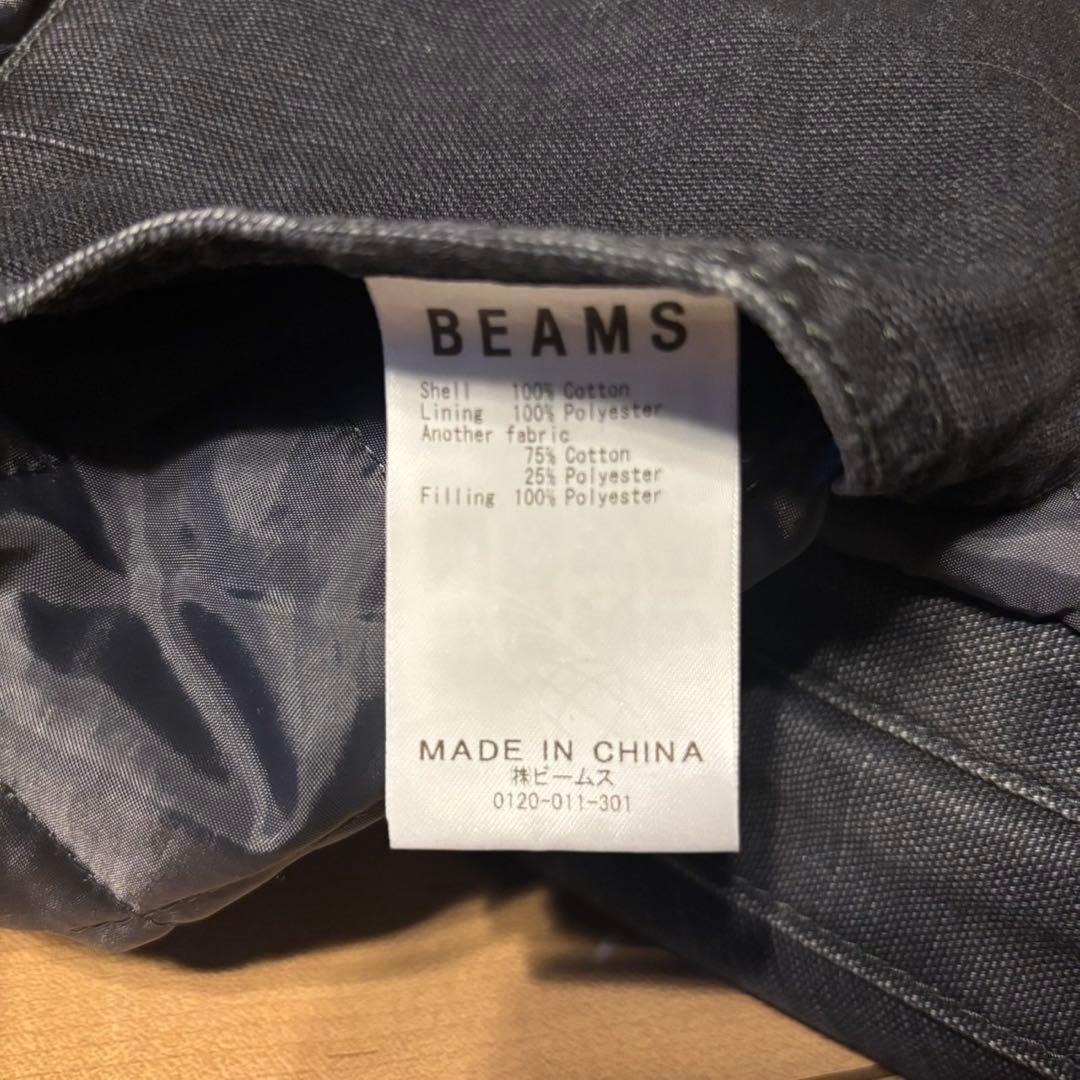 BEAMS
Shell 100% Cotton
Lining 100% Polyester
Another fabric
75% Cotton
25% Polyester
Filling 100% Polyester
MADE IN CHINA
㈱ビームス
0120-011-301